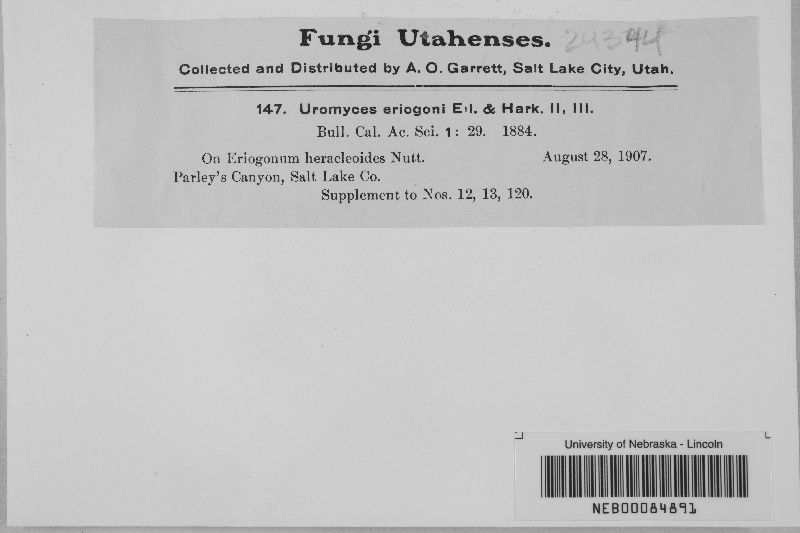 Fungi Utahenses. 24394
Collected and Distributed by A. O. Garrett, Salt Lake City, Utah.
147. Uromyces eriogoni Ell. & Hark. II, III.
Bull. Cal. Ac. Sci. 1: 29. 1884.
On Eriogonum heracleoides Nutt. August 28, 1907.
Parley's Canyon, Salt Lake Co.
Supplement to Nos. 12, 13, 120.
University of Nebraska - Lincoln
NEB00084891